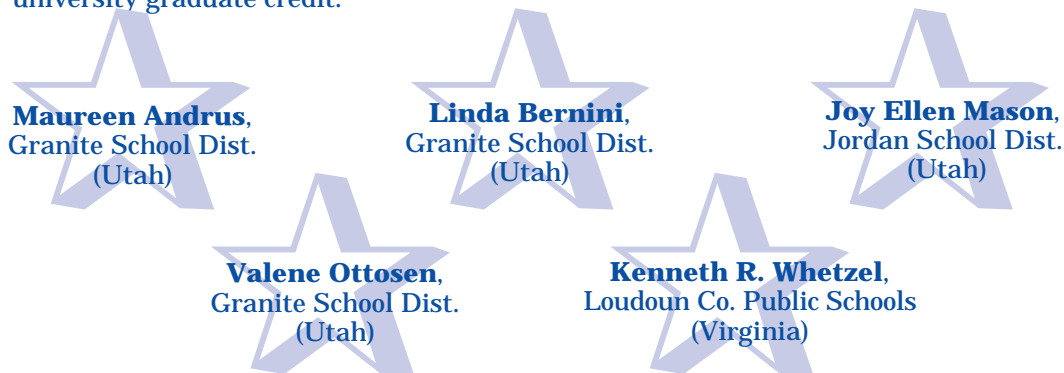 university graduate credit.
Maureen Andrus,
Granite School Dist.
(Utah)
Linda Bernini,
Granite School Dist.
(Utah)
Joy Ellen Mason,
Jordan School Dist.
(Utah)
Valene Ottosen,
Granite School Dist.
(Utah)
Kenneth R. Whetzel,
Loudoun Co. Public Schools
(Virginia)